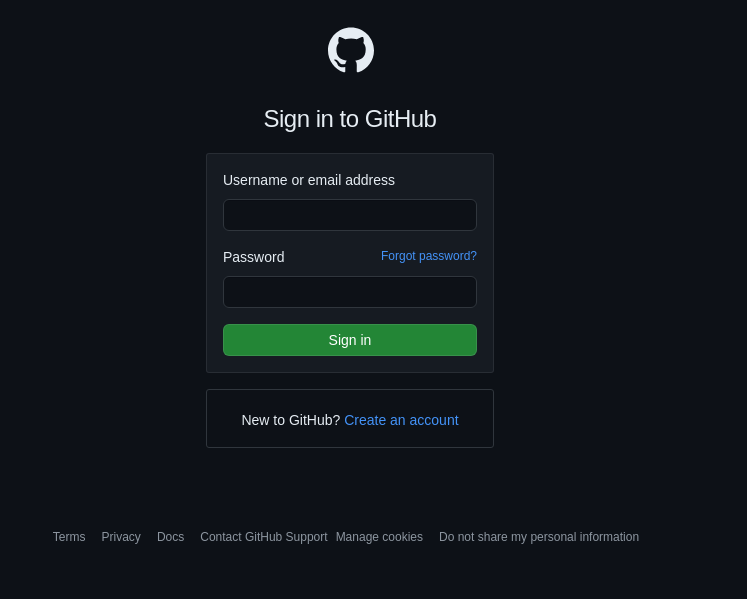 Sign in to GitHub
Username or email address
Password Forgot password?
Sign in
New to GitHub? Create an account
Terms Privacy Docs Contact GitHub Support Manage cookies Do not share my personal information